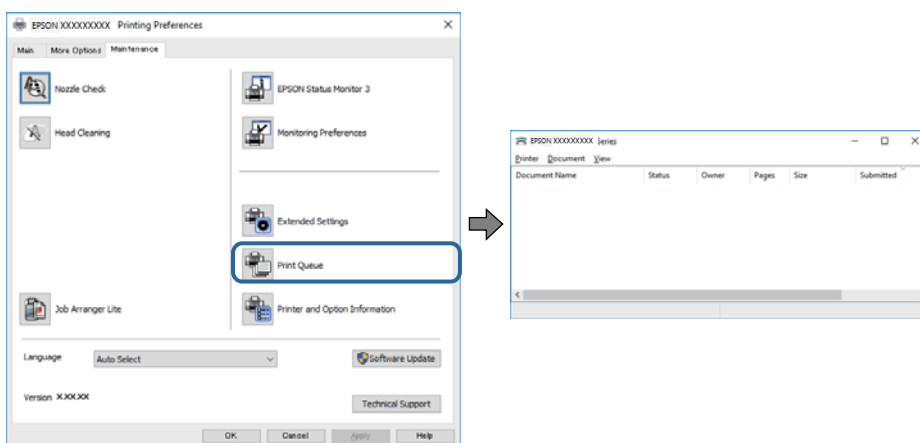 EPSON XXXXXXXXX Printing Preferences
Main More Options Maintenance
Nozzle Check
EPSON Status Monitor 3
Head Cleaning
Monitoring Preferences
Extended Settings
Print Queue
Job Arranger Lite
Printer and Option Information
Language Auto Select
Software Update
Version X.XX.XX
Technical Support
OK Cancel Apply Help
EPSON XXXXXXXXX Series
Printer Document View
Document Name Status Owner Pages Size Submitted